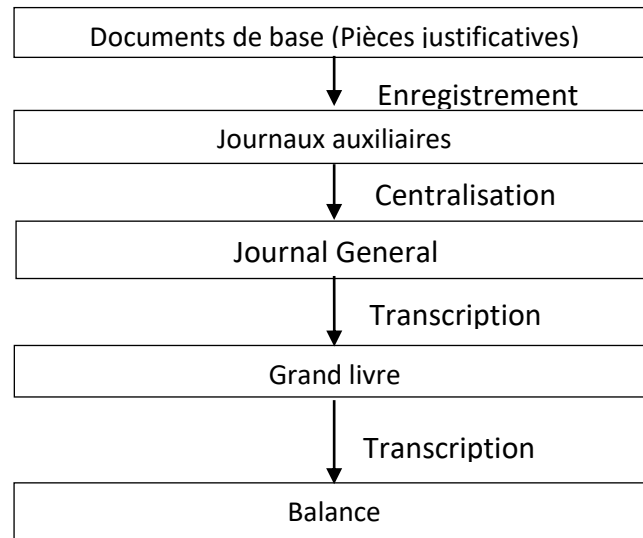 Documents de base (Pièces justificatives)
Enregistrement
Journaux auxiliaires
Centralisation
Journal General
Transcription
Grand livre
Transcription
Balance